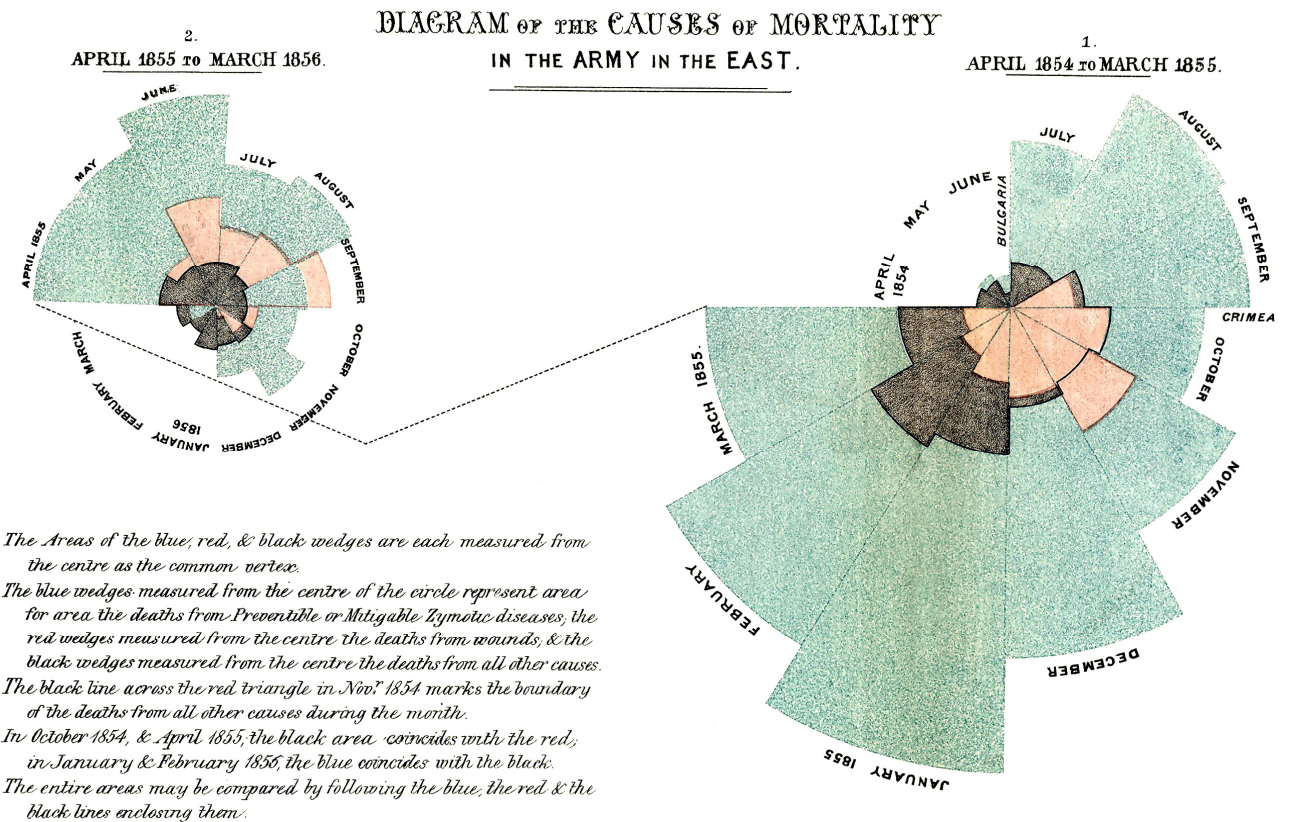 DIAGRAM OF THE CAUSES OF MORTALITY
IN THE ARMY IN THE EAST.
2.
APRIL 1855 TO MARCH 1856.
1.
APRIL 1854 TO MARCH 1855.
JUNE
JULY
AUGUST
SEPTEMBER
OCTOBER
NOVEMBER
DECEMBER
JANUARY
1856
FEBRUARY
MARCH
APRIL 1855
MAY
APRIL
1854
MAY
JUNE
BULGARIA
JULY
AUGUST
SEPTEMBER
CRIMEA
OCTOBER
NOVEMBER
DECEMBER
JANUARY 1855
FEBRUARY
MARCH 1855.
The Areas of the blue, red, & black wedges are each measured from
the centre as the common vertex.
The blue wedges measured from the centre of the circle represent area
for area the deaths from Preventible or Mitigable Zymotic diseases; the
red wedges measured from the centre the deaths from wounds; & the
black wedges measured from the centre the deaths from all other causes.
The black line across the red triangle in Novr. 1854 marks the boundary
of the deaths from all other causes during the month.
In October 1854, & April 1855, the black area coincides with the red;
in January & February 1856, the blue coincides with the black.
The entire areas may be compared by following the blue, the red & the
black lines enclosing them.